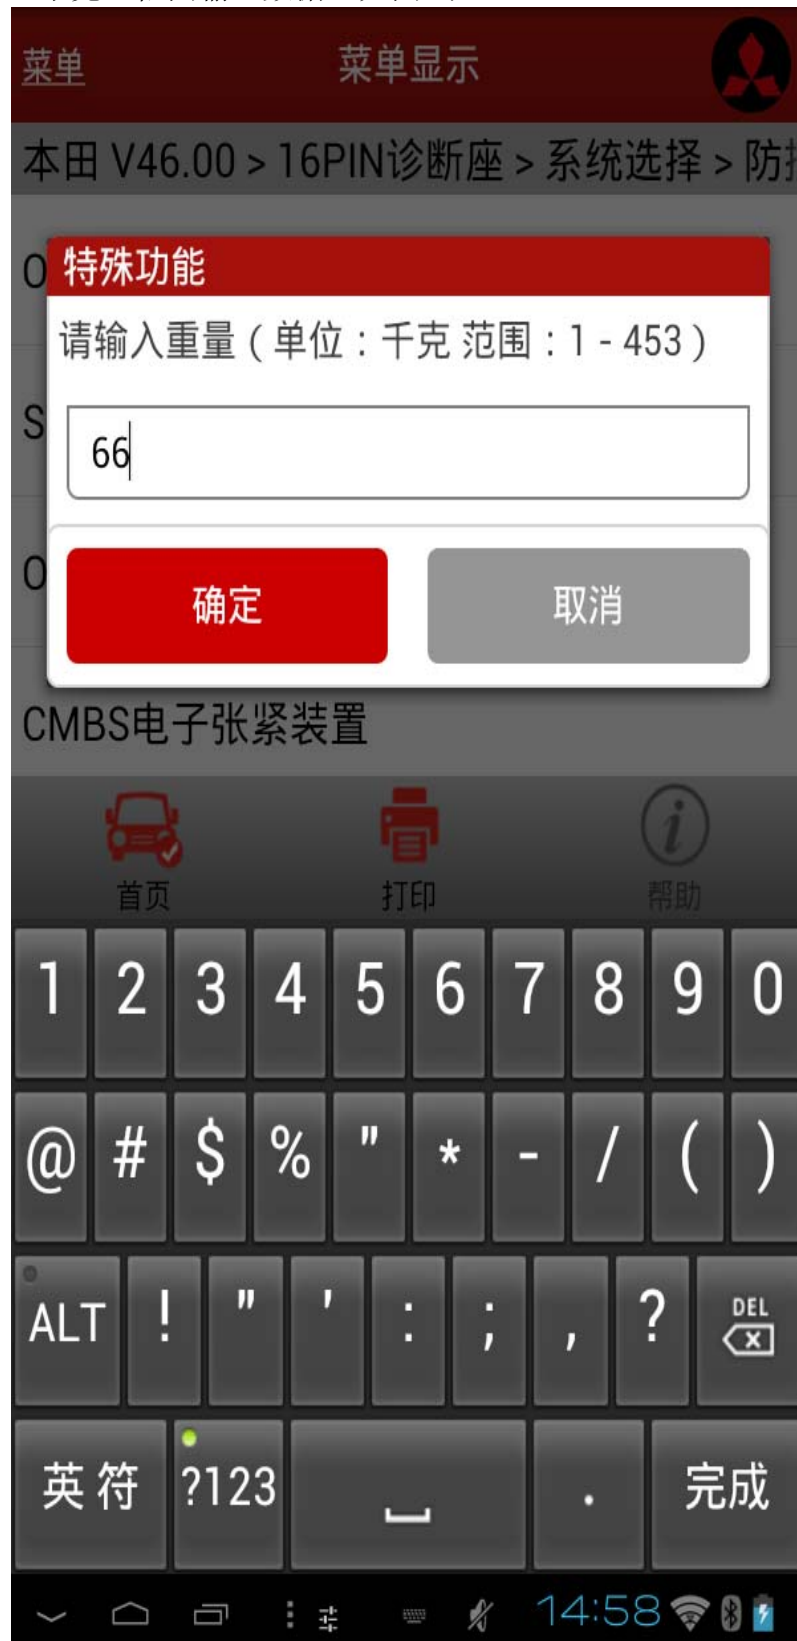 菜单 菜单显示
本田 V46.00 > 16PIN诊断座 > 系统选择 > 防
O
特殊功能
请输入重量（单位：千克 范围：1 - 453）
S
66
O
确定 取消
CMBS电子张紧装置
首页 打印 帮助
1 2 3 4 5 6 7 8 9 0
@ # $ % " * - / ( )
ALT ! " ' : ; , ? DEL
英 符 ?123 . 完成
14:58